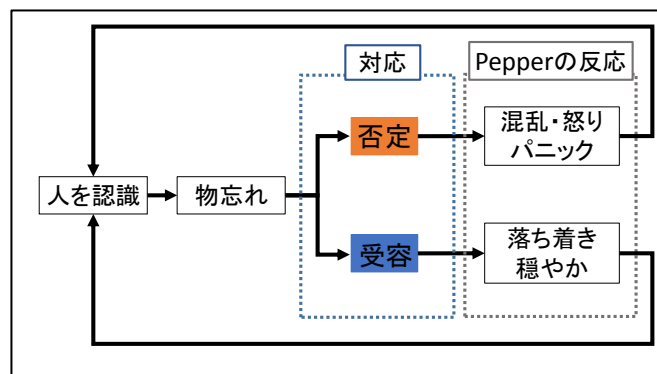 対応
Pepperの反応
否定
混乱・怒り
パニック
人を認識
物忘れ
受容
落ち着き
穏やか